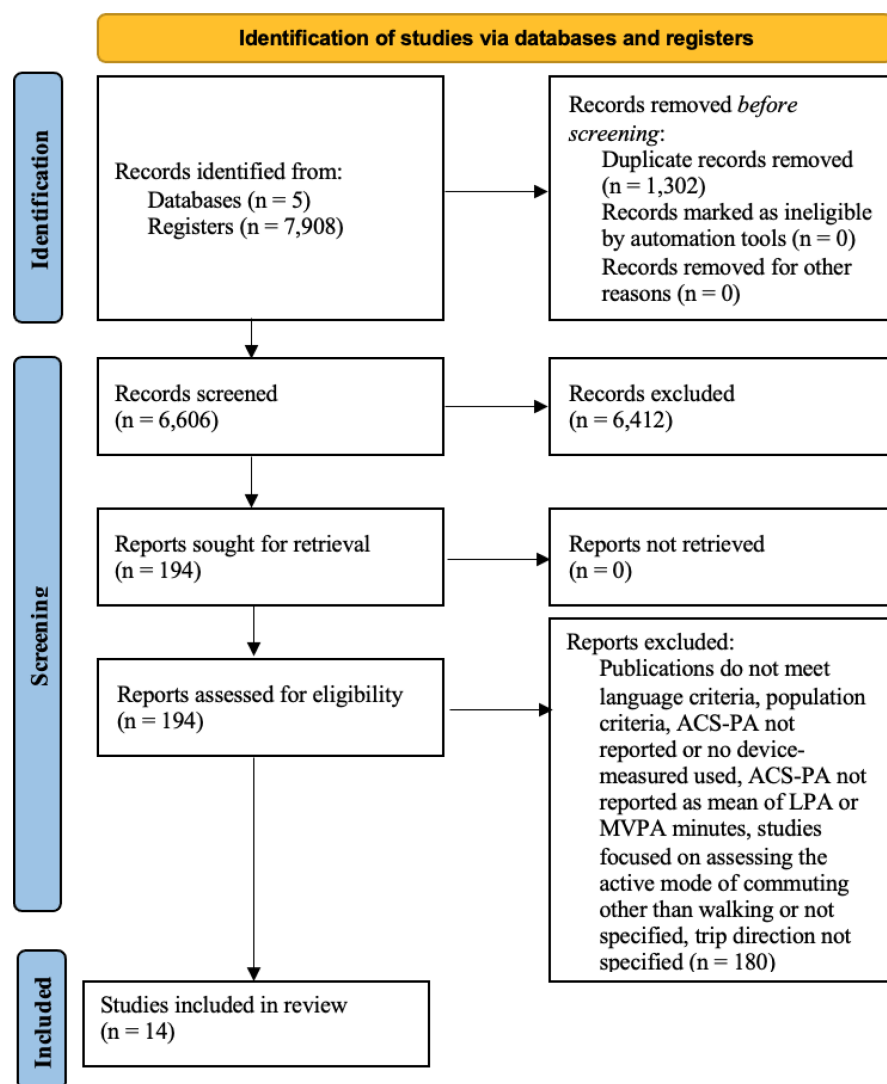 Identification of studies via databases and registers
Identification
Records identified from:
Databases (n = 5)
Registers (n = 7,908)
Records removed before
screening:
Duplicate records removed
(n = 1,302)
Records marked as ineligible
by automation tools (n = 0)
Records removed for other
reasons (n = 0)
Screening
Records screened
(n = 6,606)
Records excluded
(n = 6,412)
Reports sought for retrieval
(n = 194)
Reports not retrieved
(n = 0)
Reports assessed for eligibility
(n = 194)
Reports excluded:
Publications do not meet
language criteria, population
criteria, ACS-PA not
reported or no device-
measured used, ACS-PA not
reported as mean of LPA or
MVPA minutes, studies
focused on assessing the
active mode of commuting
other than walking or not
specified, trip direction not
specified (n = 180)
Included
Studies included in review
(n = 14)